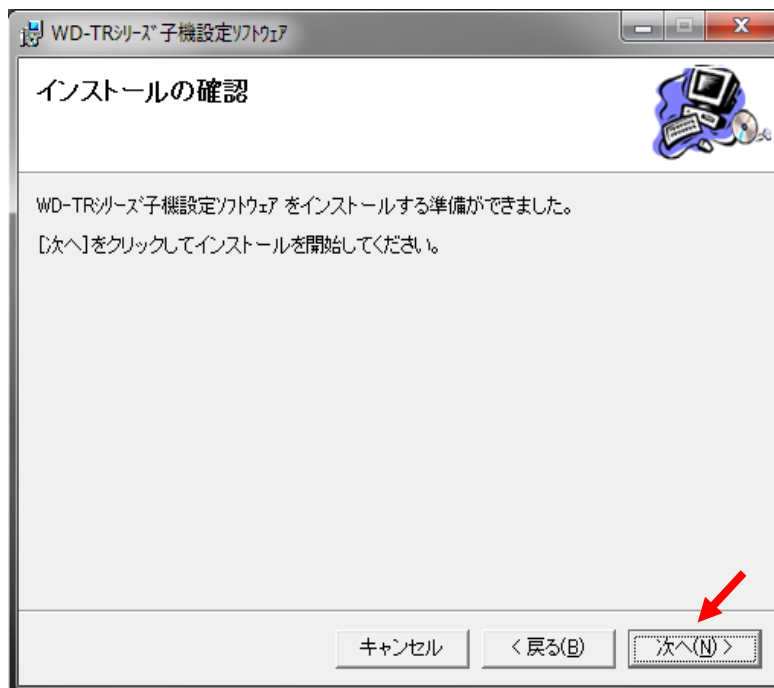 WD-TRｼﾘｰｽﾞ子機設定ｿﾌﾄｳｪｱ
インストールの確認
WD-TRｼﾘｰｽﾞ子機設定ｿﾌﾄｳｪｱ をインストールする準備ができました。
[次へ]をクリックしてインストールを開始してください。
キャンセル
< 戻る(B)
次へ(N) >